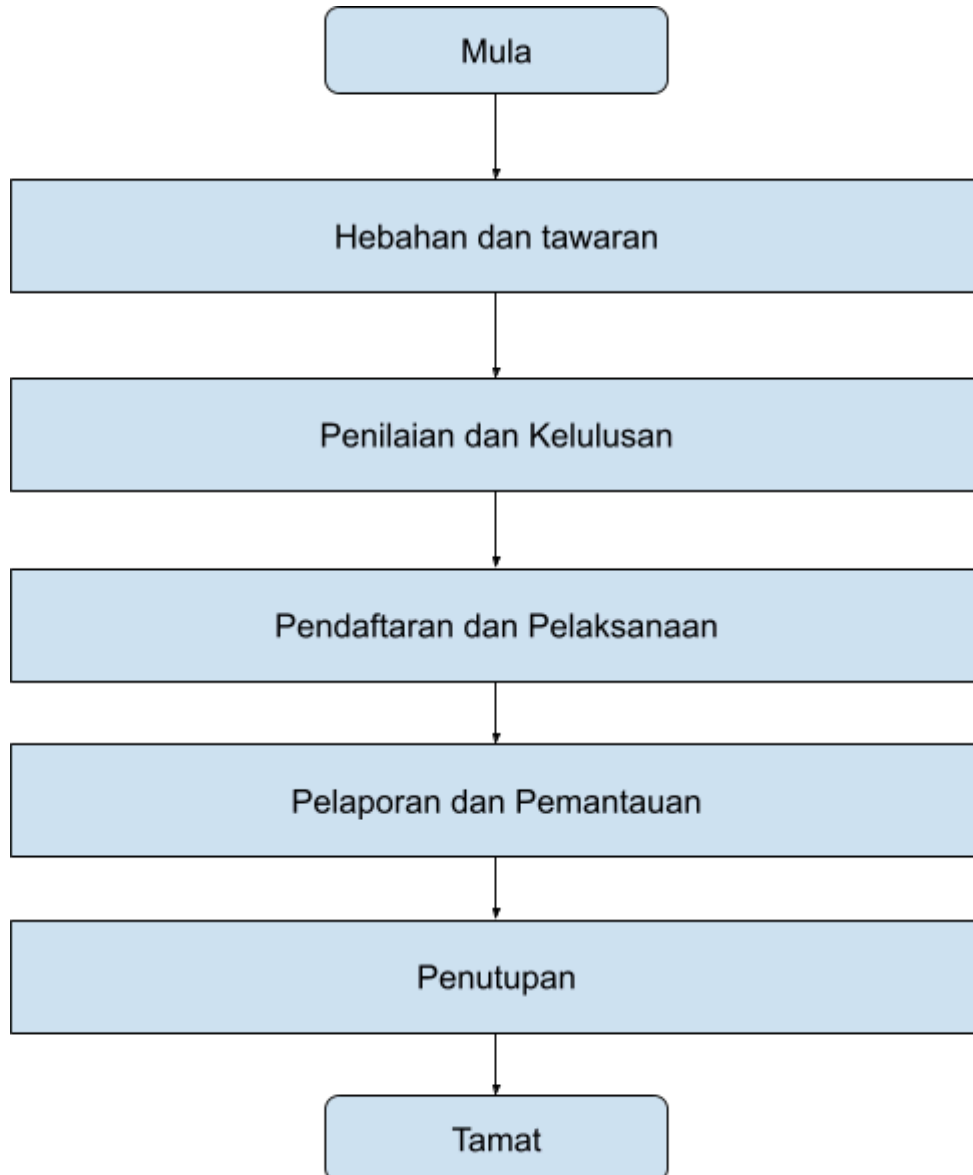 Mula
Hebahan dan tawaran
Penilaian dan Kelulusan
Pendaftaran dan Pelaksanaan
Pelaporan dan Pemantauan
Penutupan
Tamat